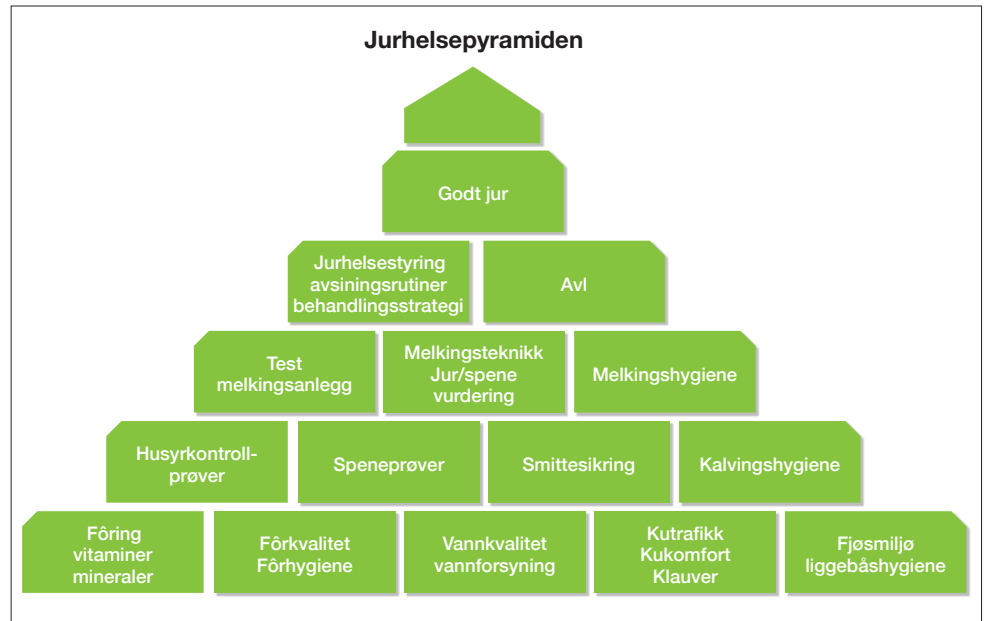 Jurhelsepyramiden
Godt jur
Jurhelsestyring
avsiningsrutiner
behandlingsstrategi
Avl
Test
melkingsanlegg
Melkingsteknikk
Jur/spene
vurdering
Melkingshygiene
Husyrkontroll-
prøver
Speneprøver
Smittesikring
Kalvingshygiene
Fôring
vitaminer
mineraler
Fôrkvalitet
Fôrhygiene
Vannkvalitet
vannforsyning
Kutrafikk
Kukomfort
Klauver
Fjøsmiljø
liggebåshygiene